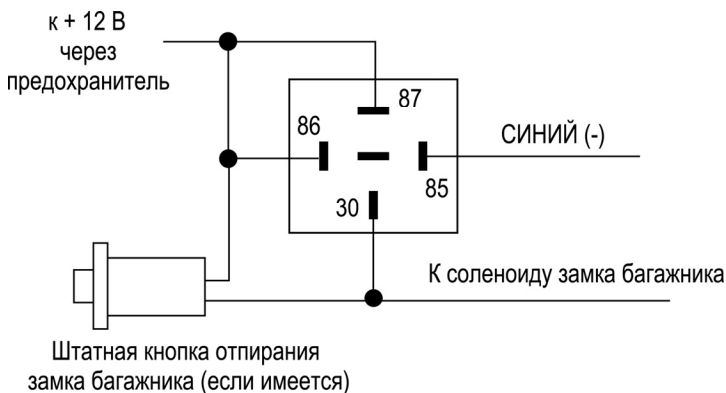 к + 12 В
через
предохранитель
87
86
СИНИЙ (-)
85
30
К соленоиду замка багажника
Штатная кнопка отпирания
замка багажника (если имеется)